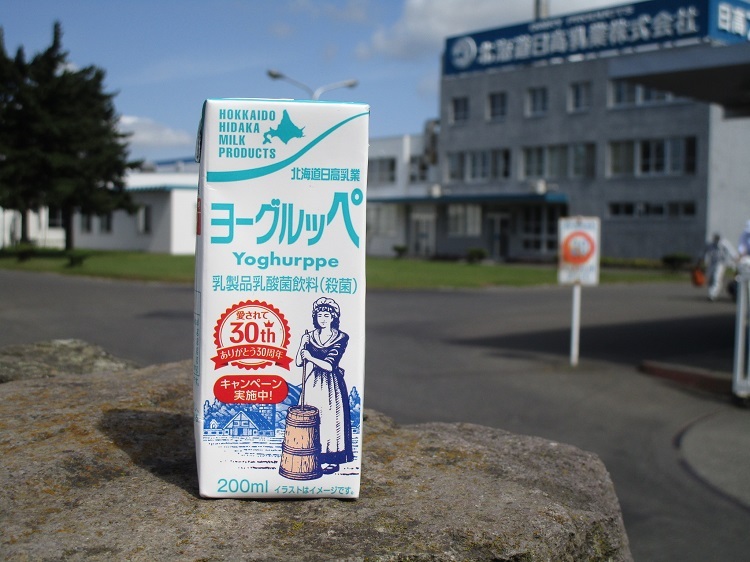 北海道日高乳業株式会社
日高
HOKKAIDO
HIDAKA
MILK
PRODUCTS
北海道日高乳業
ヨーグルッペ
Yoghurppe
乳製品乳酸菌飲料(殺菌)
愛されて
30th
ありがとう30周年
キャンペーン
実施中!
200ml イラストはイメージです。